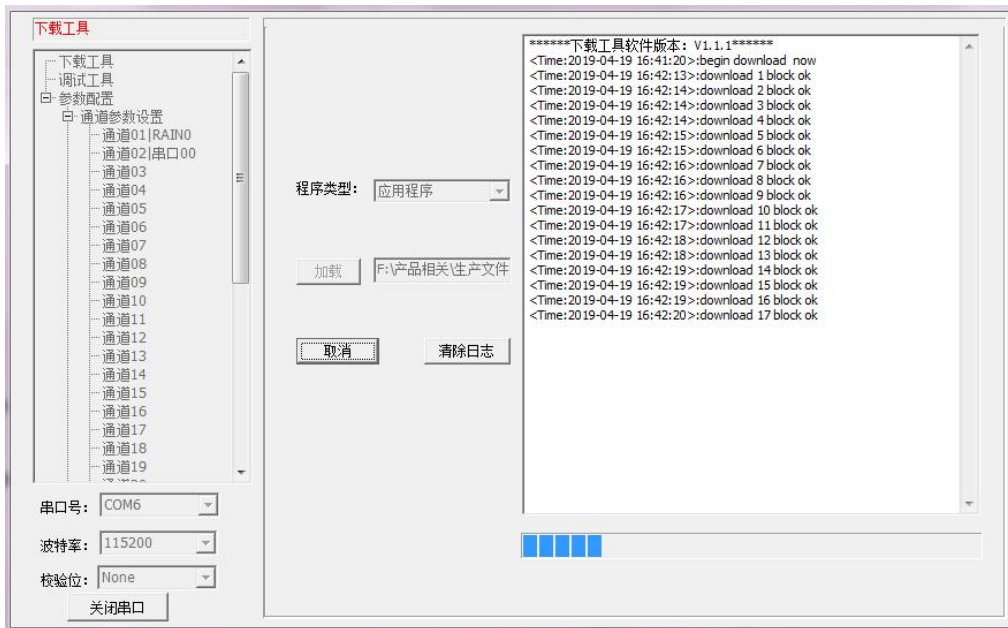 下载工具
下载工具
调试工具
参数配置
通道参数设置
通道01|RAIN0
通道02|串口00
通道03
通道04
通道05
通道06
通道07
通道08
通道09
通道10
通道11
通道12
通道13
通道14
通道15
通道16
通道17
通道18
通道19
串口号：
COM6
波特率：
115200
校验位：
None
关闭串口
程序类型：
应用程序
加载
F:\产品相关\生产文件
取消
清除日志
******下载工具软件版本：V1.1.1******
<Time:2019-04-19 16:41:20>:begin download  now
<Time:2019-04-19 16:42:13>:download 1 block ok
<Time:2019-04-19 16:42:14>:download 2 block ok
<Time:2019-04-19 16:42:14>:download 3 block ok
<Time:2019-04-19 16:42:14>:download 4 block ok
<Time:2019-04-19 16:42:15>:download 5 block ok
<Time:2019-04-19 16:42:15>:download 6 block ok
<Time:2019-04-19 16:42:16>:download 7 block ok
<Time:2019-04-19 16:42:16>:download 8 block ok
<Time:2019-04-19 16:42:16>:download 9 block ok
<Time:2019-04-19 16:42:17>:download 10 block ok
<Time:2019-04-19 16:42:17>:download 11 block ok
<Time:2019-04-19 16:42:18>:download 12 block ok
<Time:2019-04-19 16:42:18>:download 13 block ok
<Time:2019-04-19 16:42:19>:download 14 block ok
<Time:2019-04-19 16:42:19>:download 15 block ok
<Time:2019-04-19 16:42:19>:download 16 block ok
<Time:2019-04-19 16:42:20>:download 17 block ok